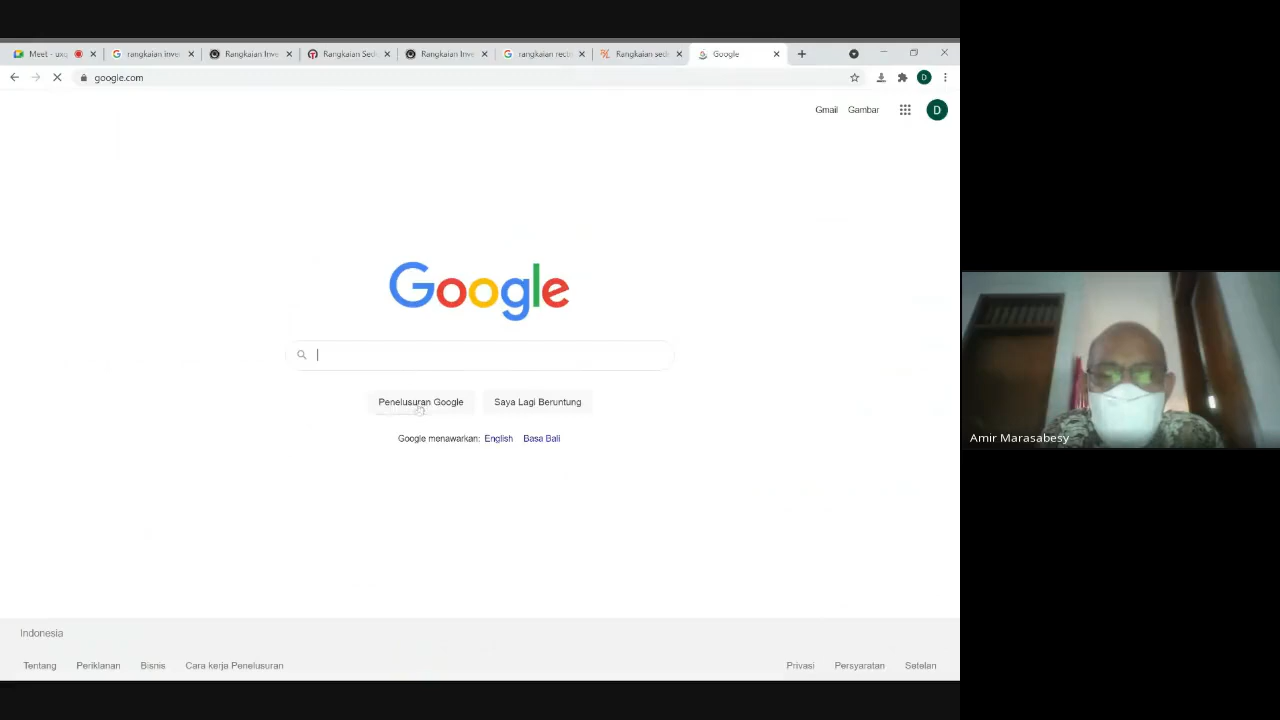 Meet - uxq
rangkaian inve
Rangkaian Inve
Rangkaian Sed
Rangkaian Inve
rangkaian recti
Rangkaian sed
Google
google.com
Gmail
Gambar
D
Google
Penelusuran Google
Saya Lagi Beruntung
Google menawarkan: English Basa Bali
Amir Marasabesy
Indonesia
Tentang
Periklanan
Bisnis
Cara kerja Penelusuran
Privasi
Persyaratan
Setelan